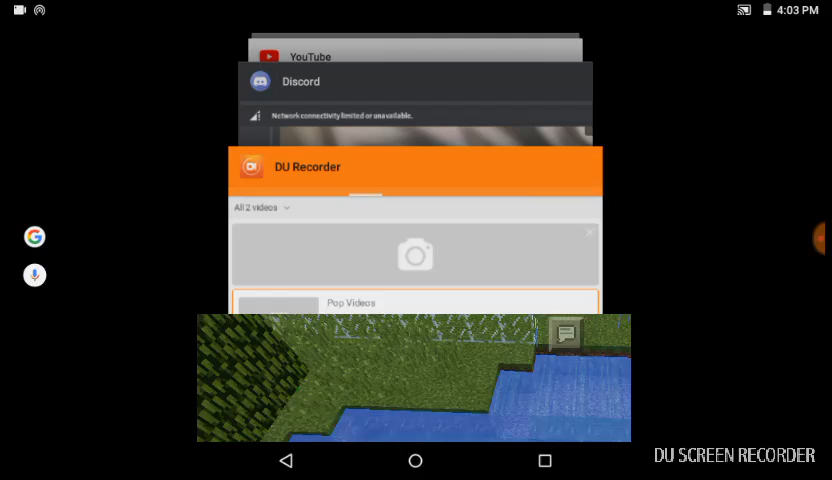 4:03 PM
YouTube
Discord
Network connectivity limited or unavailable.
DU Recorder
All 2 videos
Pop Videos
DU SCREEN RECORDER